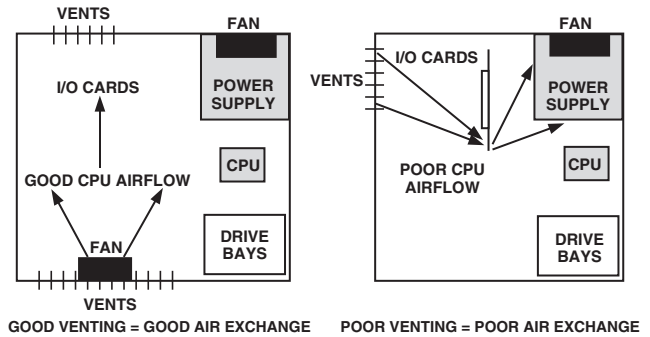 VENTS
FAN
I/O CARDS
POWER
SUPPLY
CPU
GOOD CPU AIRFLOW
FAN
DRIVE
BAYS
VENTS
GOOD VENTING = GOOD AIR EXCHANGE
FAN
I/O CARDS
VENTS
POWER
SUPPLY
CPU
POOR CPU
AIRFLOW
DRIVE
BAYS
POOR VENTING = POOR AIR EXCHANGE